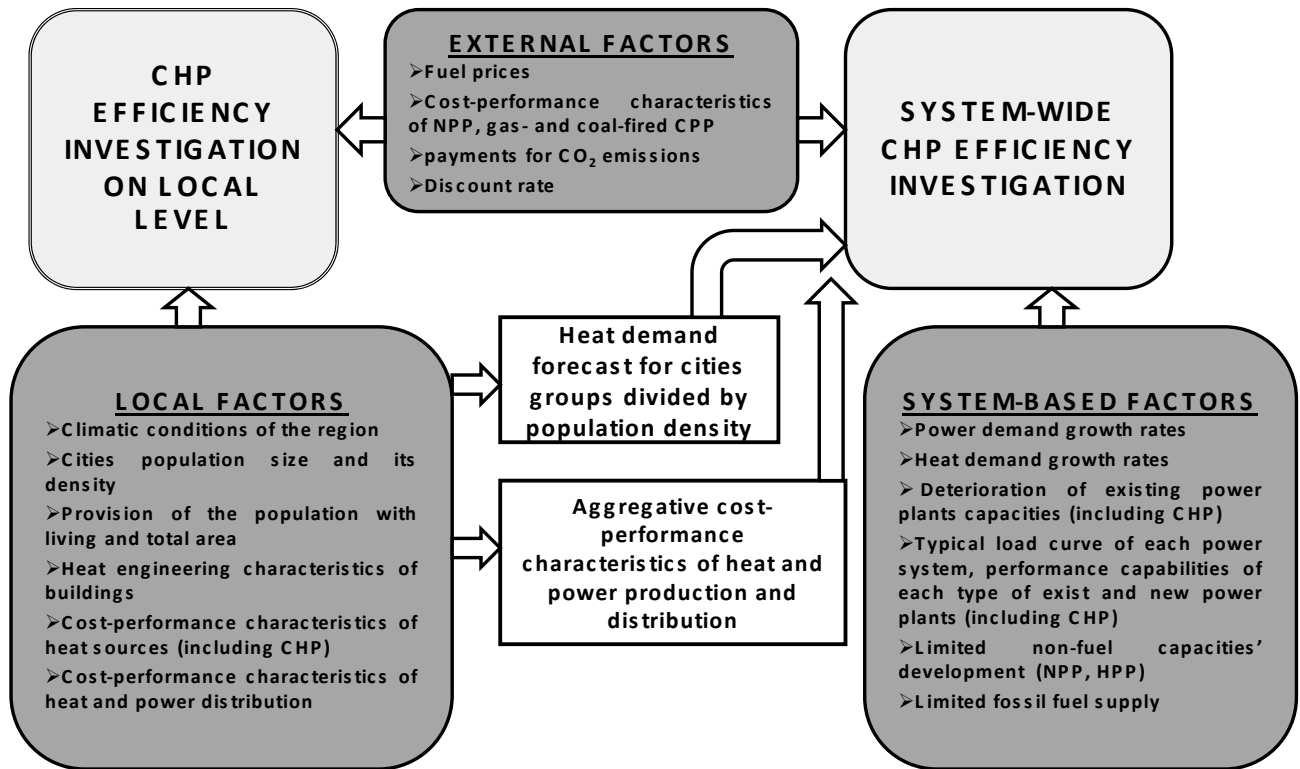 CHP
EFFICIENCY
INVESTIGATION
ON LOCAL
LEVEL
EXTERNAL FACTORS
➢Fuel prices
➢Cost-performance characteristics
of NPP, gas- and coal-fired CPP
➢payments for CO₂ emissions
➢Discount rate
SYSTEM-WIDE
CHP EFFICIENCY
INVESTIGATION
LOCAL FACTORS
➢Climatic conditions of the region
➢Cities population size and its
density
➢Provision of the population with
living and total area
➢Heat engineering characteristics of
buildings
➢Cost-performance characteristics of
heat sources (including CHP)
➢Cost-performance characteristics of
heat and power distribution
Heat demand
forecast for cities
groups divided by
population density
Aggregative cost-
performance
characteristics of heat and
power production and
distribution
SYSTEM-BASED FACTORS
➢Power demand growth rates
➢Heat demand growth rates
➢ Deterioration of existing power
plants capacities (including CHP)
➢Typical load curve of each power
system, performance capabilities of
each type of exist and new power
plants (including CHP)
➢Limited non-fuel capacities’
development (NPP, HPP)
➢Limited fossil fuel supply